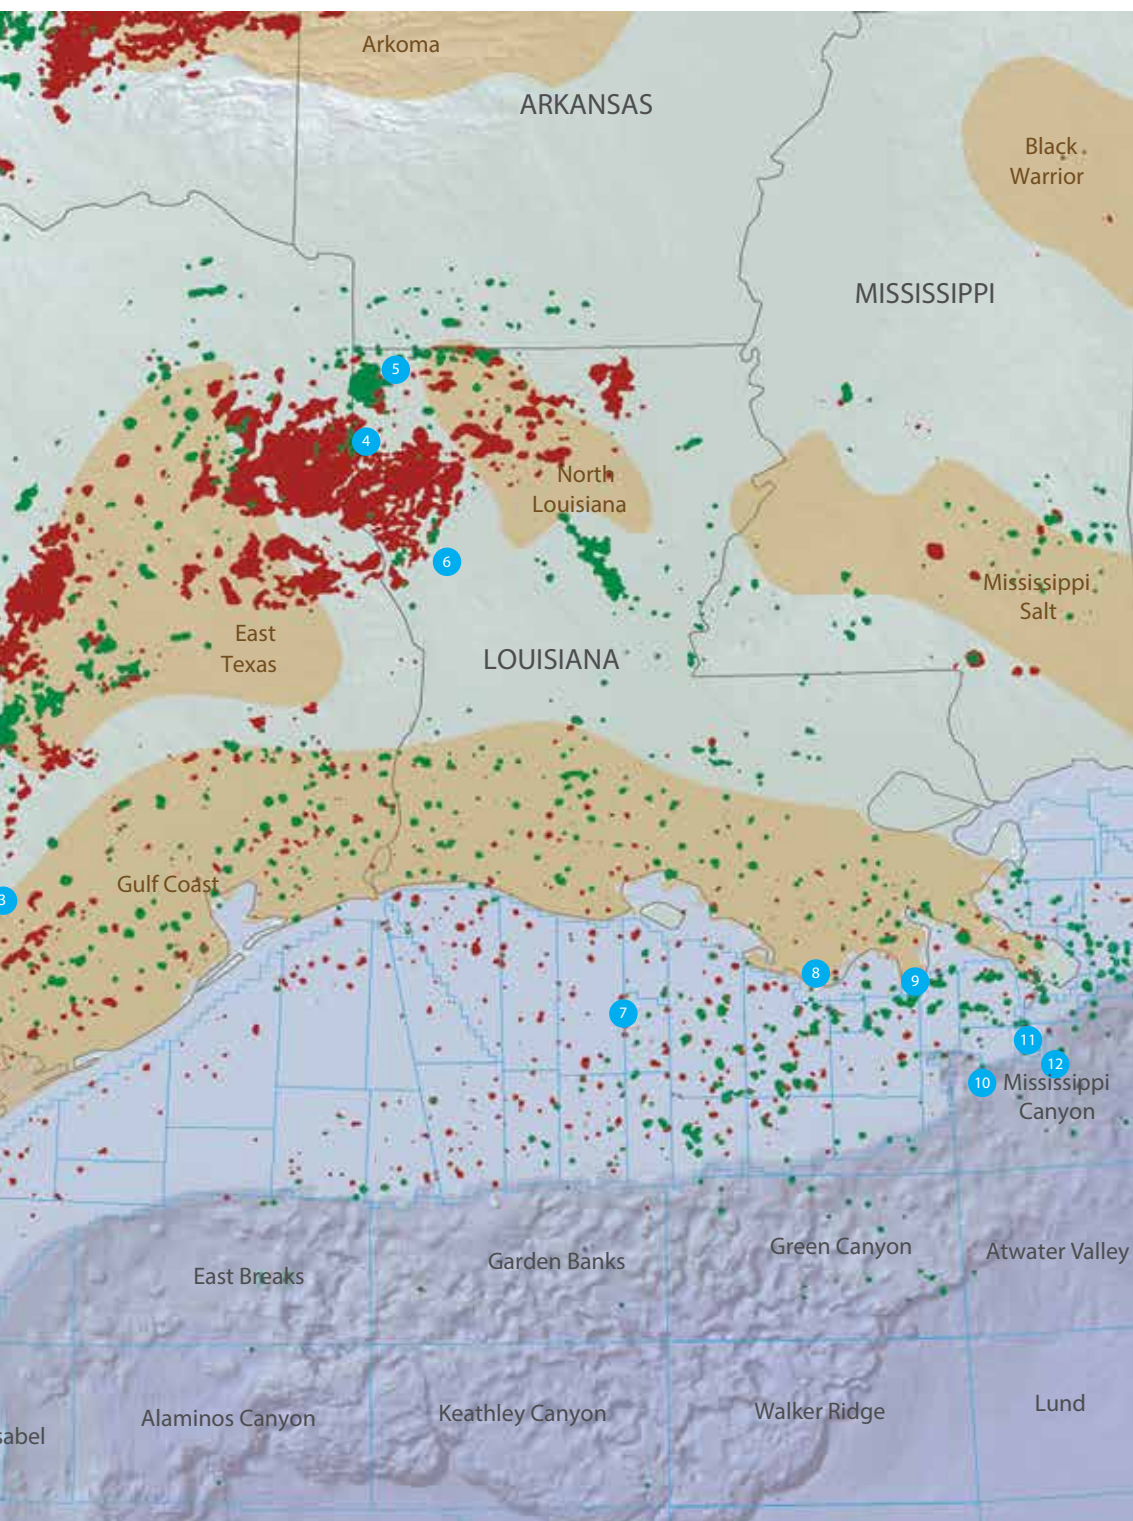 Arkoma
ARKANSAS
Black
Warrior
MISSISSIPPI
5
4
North
Louisiana
6
Mississippi
Salt
East
Texas
LOUISIANA
Gulf Coast
3
8
9
7
11
12
10
Mississippi
Canyon
Green Canyon
Atwater Valley
Garden Banks
East Breaks
Lund
Walker Ridge
Keathley Canyon
Alaminos Canyon
sabel